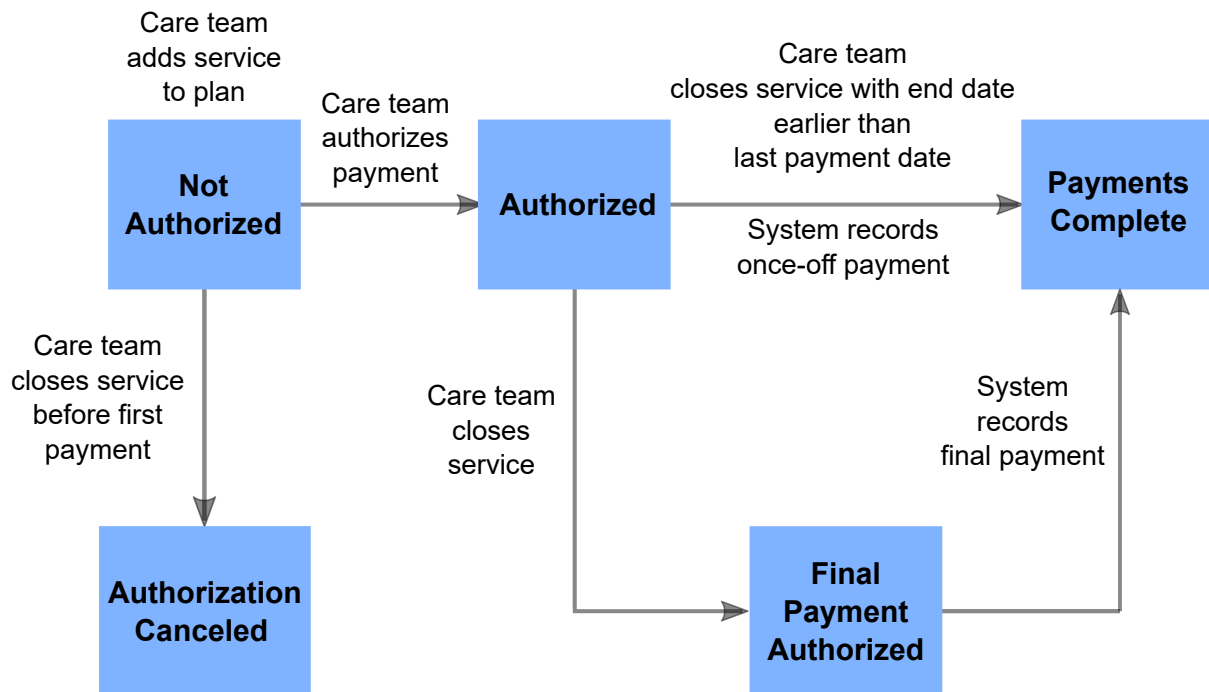 Care team
adds service
to plan
Not
Authorized
Care team
authorizes
payment
Authorized
Care team
closes service with end date
earlier than
last payment date
System records
once-off payment
Payments
Complete
Care team
closes service
before first
payment
Authorization
Canceled
Care team
closes
service
Final
Payment
Authorized
System
records
final payment